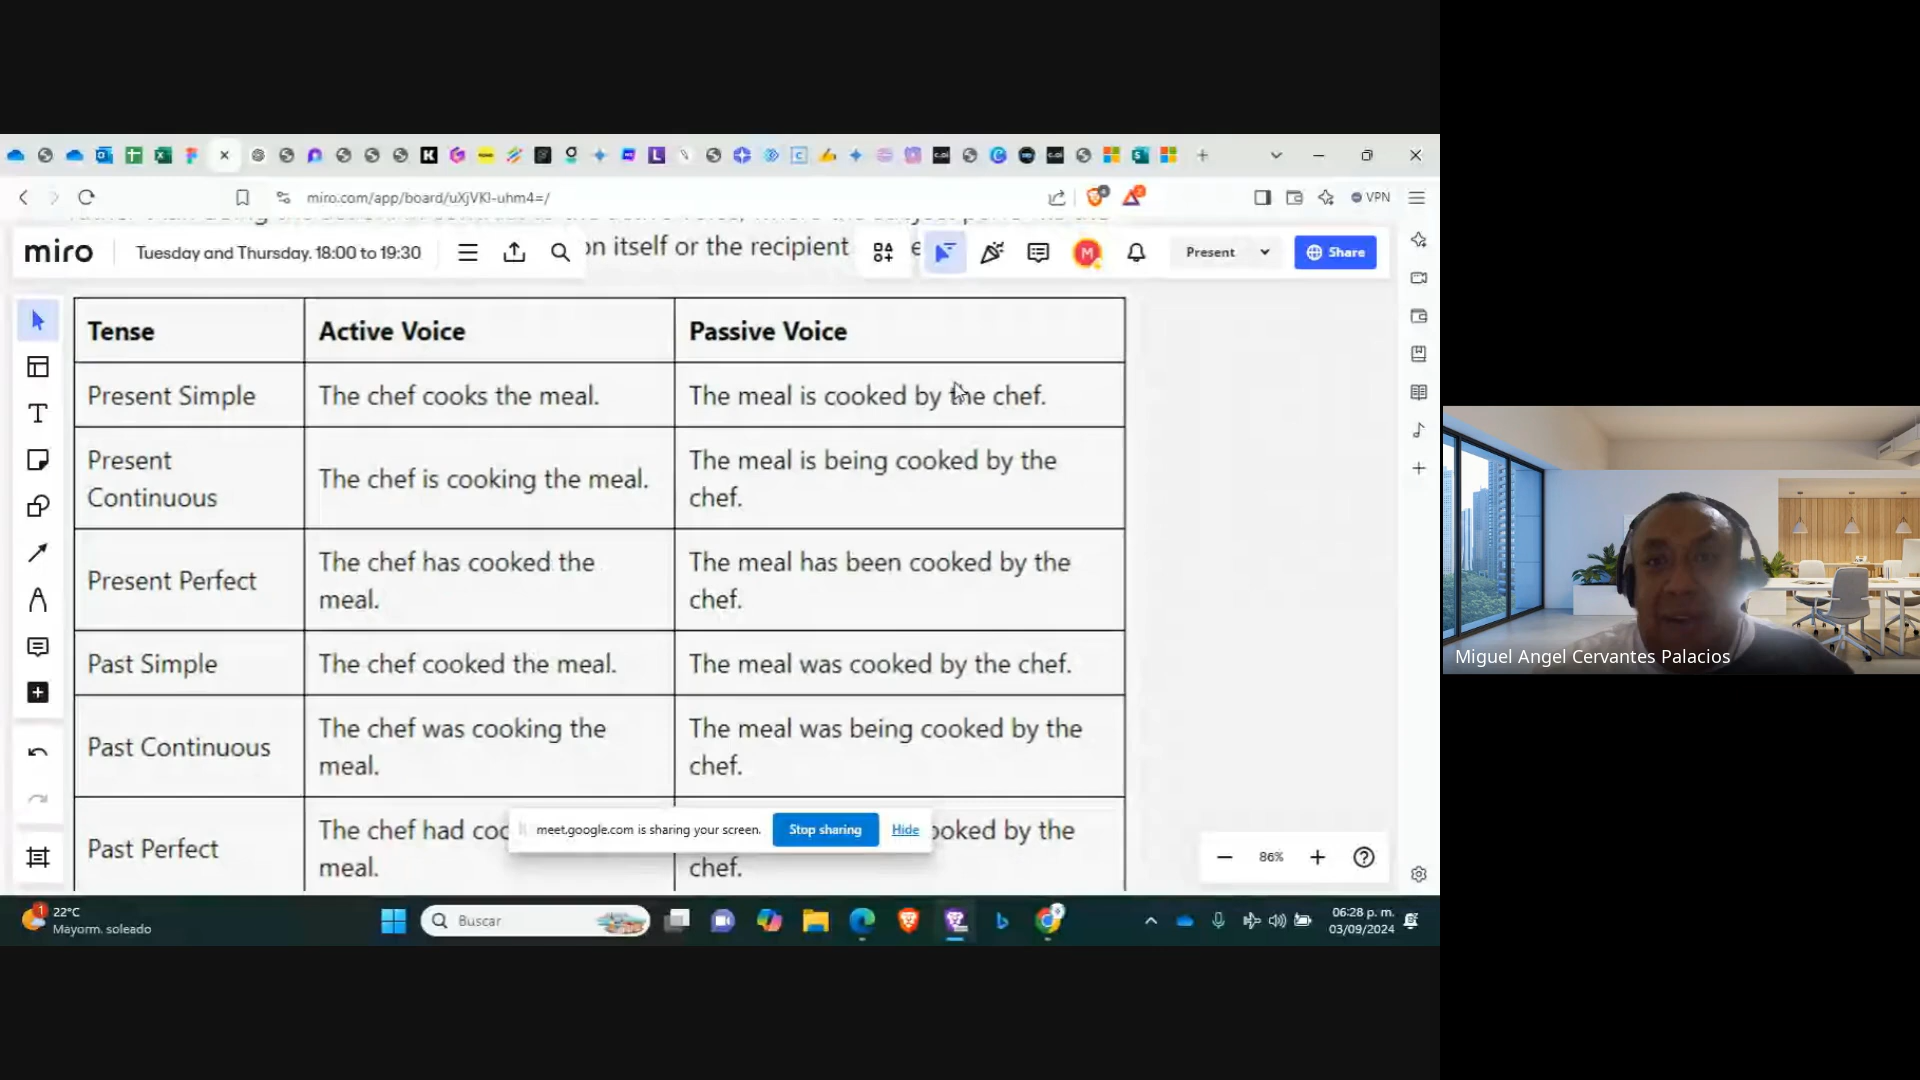 miro.com/app/board/uXjVKl-uhm4=/
VPN
miro
Tuesday and Thursday. 18:00 to 19:30
on itself or the recipient
Present
Share
Tense
Active Voice
Passive Voice
Present Simple
The chef cooks the meal.
The meal is cooked by the chef.
Present
Continuous
The chef is cooking the meal.
The meal is being cooked by the
chef.
Present Perfect
The chef has cooked the
meal.
The meal has been cooked by the
chef.
Past Simple
The chef cooked the meal.
The meal was cooked by the chef.
Past Continuous
The chef was cooking the
meal.
The meal was being cooked by the
chef.
Past Perfect
The chef had
meal.
by the
chef.
meet.google.com is sharing your screen.
Stop sharing
Hide
86%
22°C
Mayorm. soleado
Buscar
06:28 p. m.
03/09/2024
Miguel Angel Cervantes Palacios